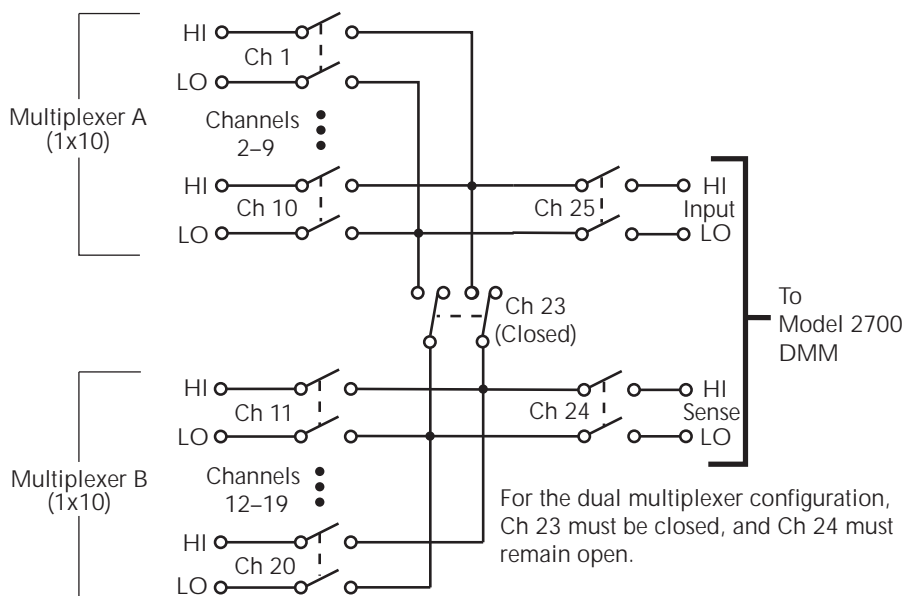 HI
Ch 1
LO
Multiplexer A
(1x10)
Channels
2–9
HI
Ch 10
LO
Ch 25
HI
Input
LO
Ch 23
(Closed)
To
Model 2700
DMM
HI
Ch 11
LO
Ch 24
HI
Sense
LO
Multiplexer B
(1x10)
Channels
12–19
HI
Ch 20
LO
For the dual multiplexer configuration,
Ch 23 must be closed, and Ch 24 must
remain open.